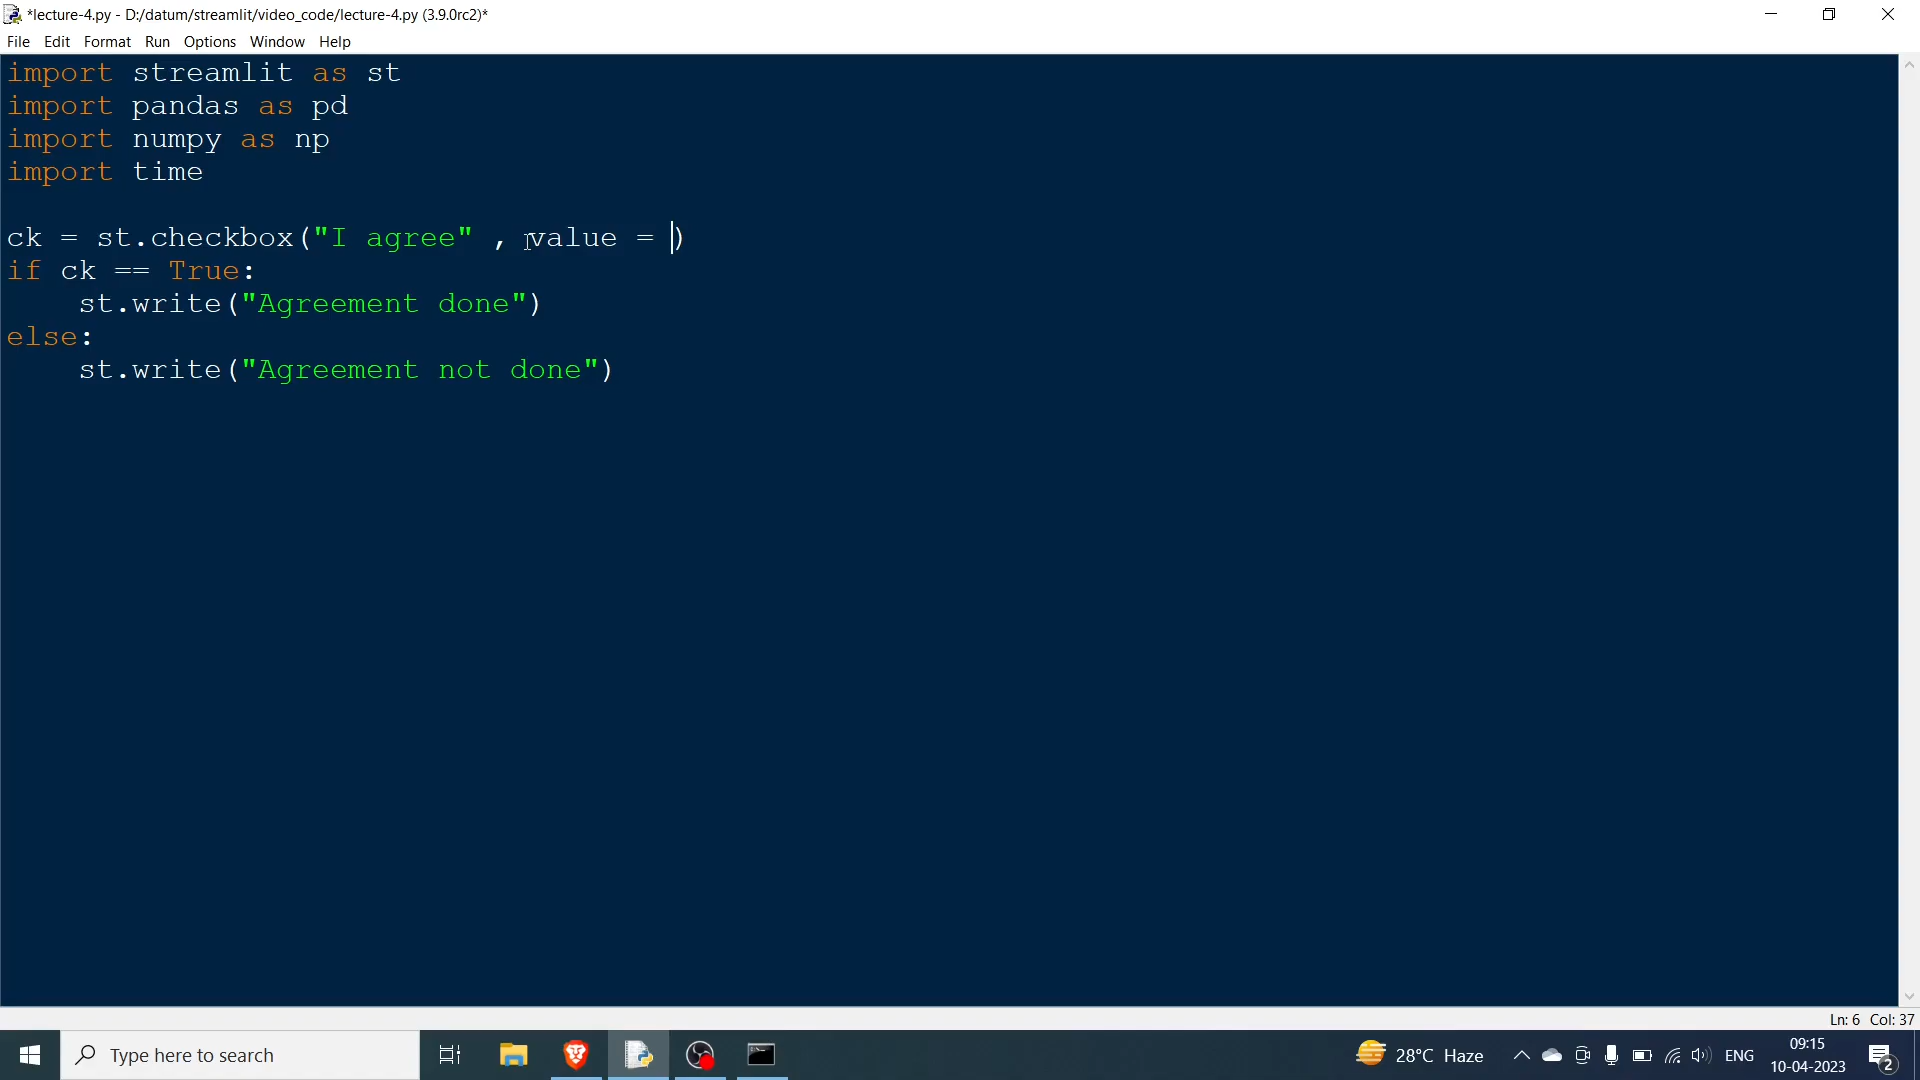 *lecture-4.py - D:/datum/streamlit/video_code/lecture-4.py (3.9.0rc2)*
File Edit Format Run Options Window Help
import streamlit as st
import pandas as pd
import numpy as np
import time
ck = st.checkbox("I agree" , value = )
if ck == True:
    st.write("Agreement done")
else:
    st.write("Agreement not done")
Ln: 6 Col: 37
Type here to search
28°C Haze
ENG
09:15
10-04-2023
2